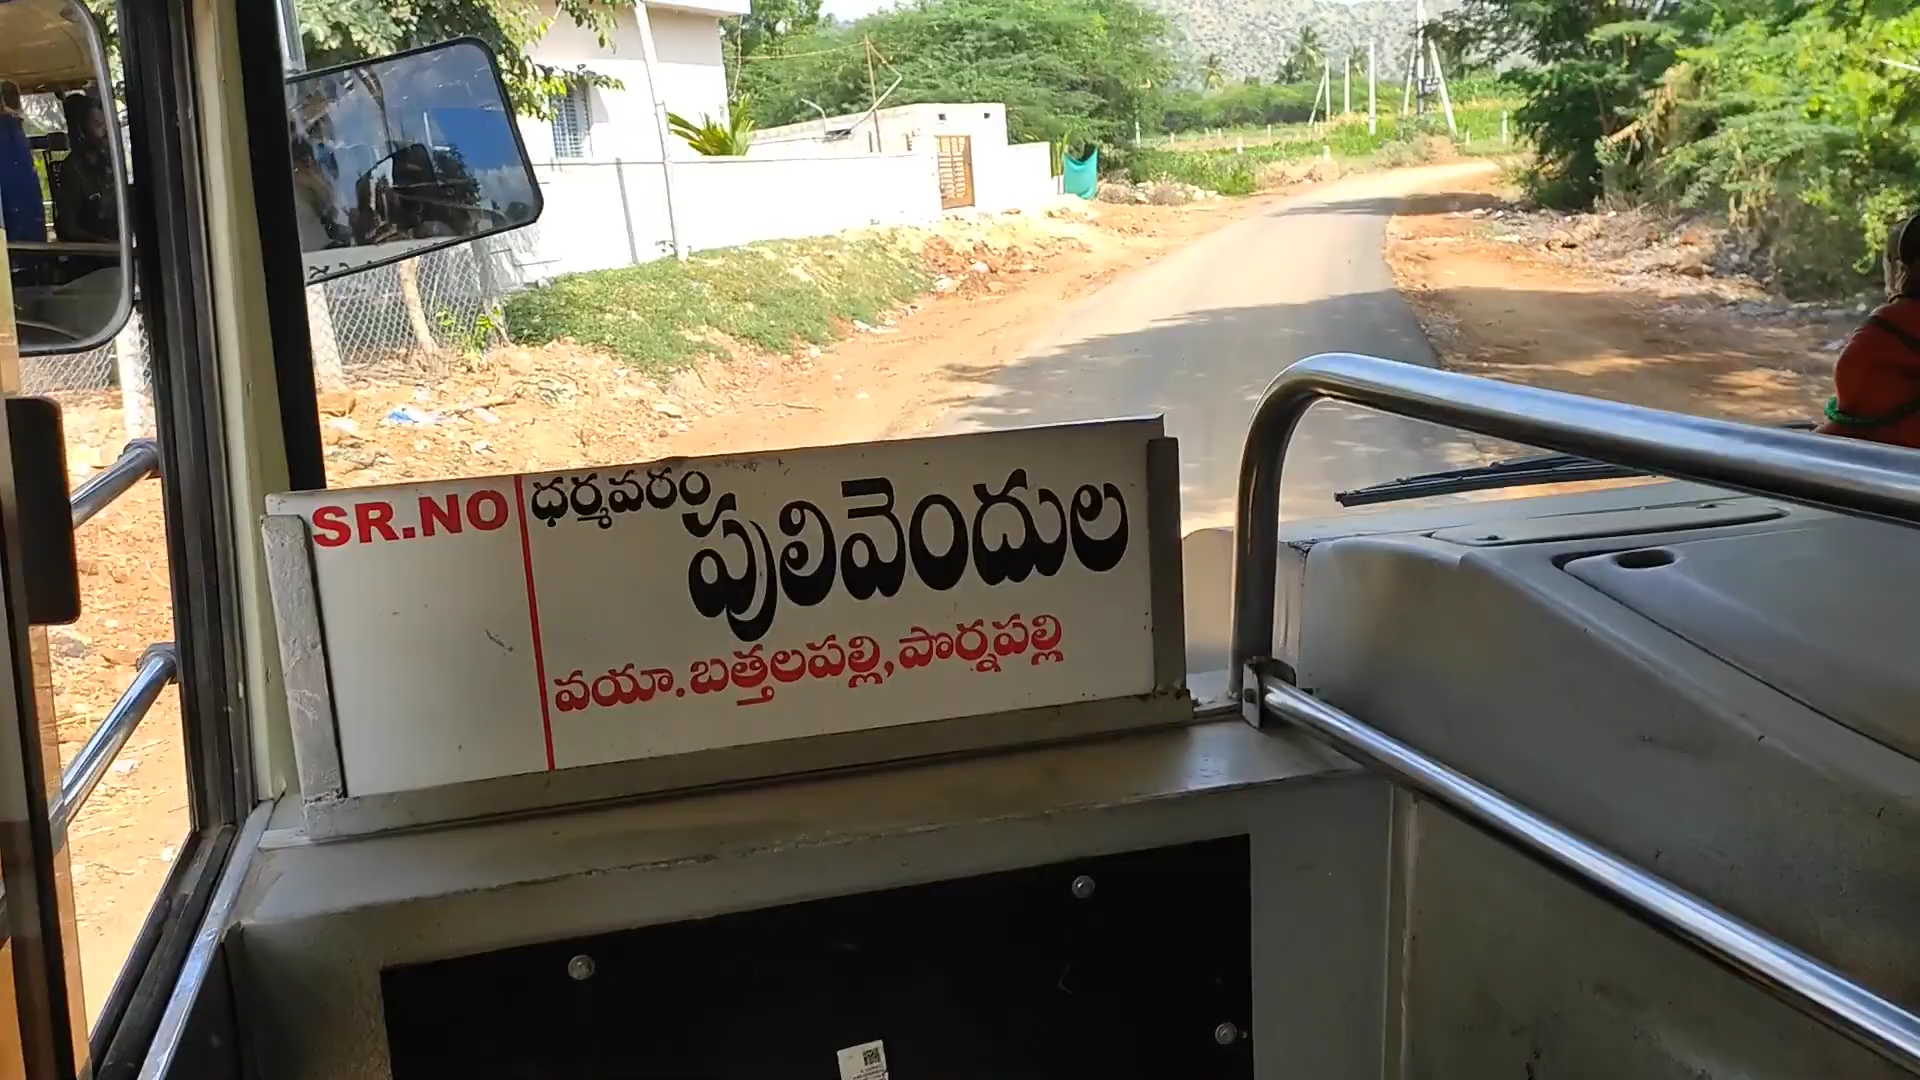 SR.NO
ధర్మవరం
పులివెందుల
వయా. బత్తలపల్లి, పొర్నపల్లి